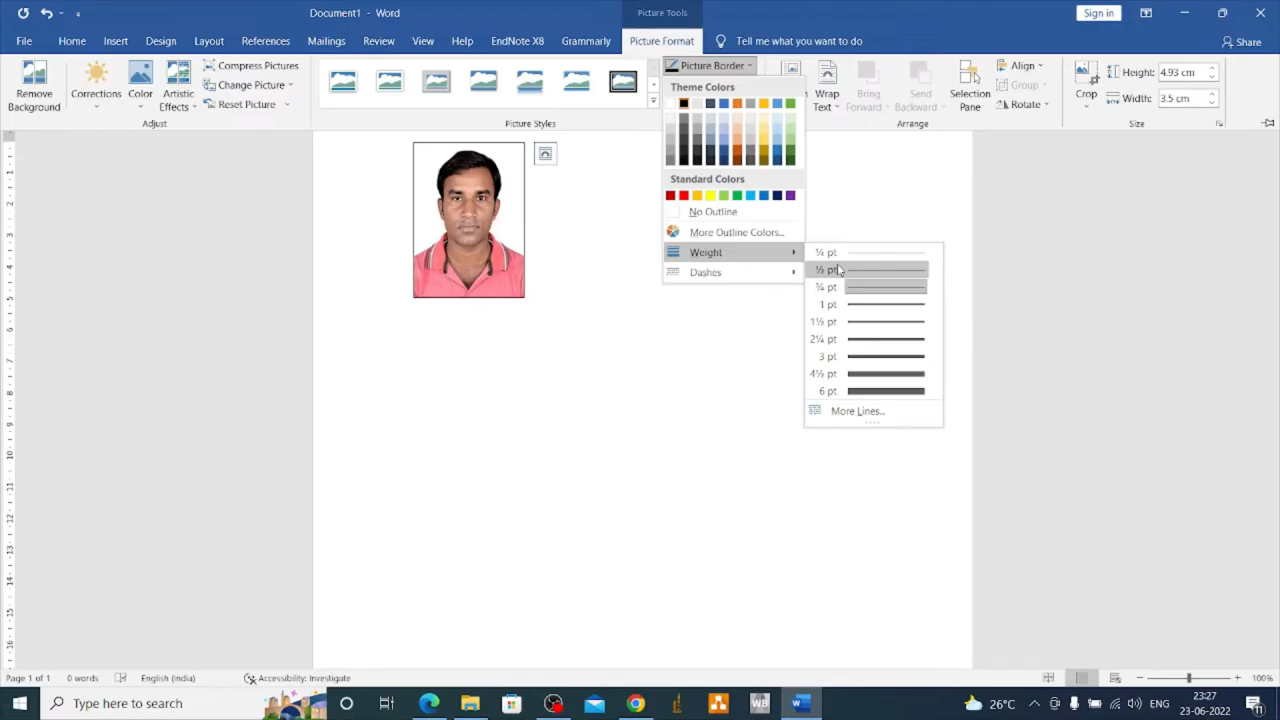 Document1 - Word
Picture Tools
Sign in
File Home Insert Design Layout References Mailings Review View Help EndNote X8 Grammarly Picture Format Tell me what you want to do Share
Remove Background
Corrections
Color
Artistic Effects
Compress Pictures
Change Picture
Reset Picture
Adjust
Picture Styles
Picture Border
Theme Colors
Standard Colors
No Outline
More Outline Colors...
Weight
Dashes
¼ pt
½ pt
¾ pt
1 pt
1½ pt
2¼ pt
3 pt
4½ pt
6 pt
More Lines...
Wrap Text
Bring Forward
Send Backward
Selection Pane
Align
Group
Rotate
Arrange
Crop
Height: 4.93 cm
Width: 3.5 cm
Size
Page 1 of 1 0 words English (India) Accessibility: Investigate 100%
Type here to search
26°C ENG
23:27
23-06-2022